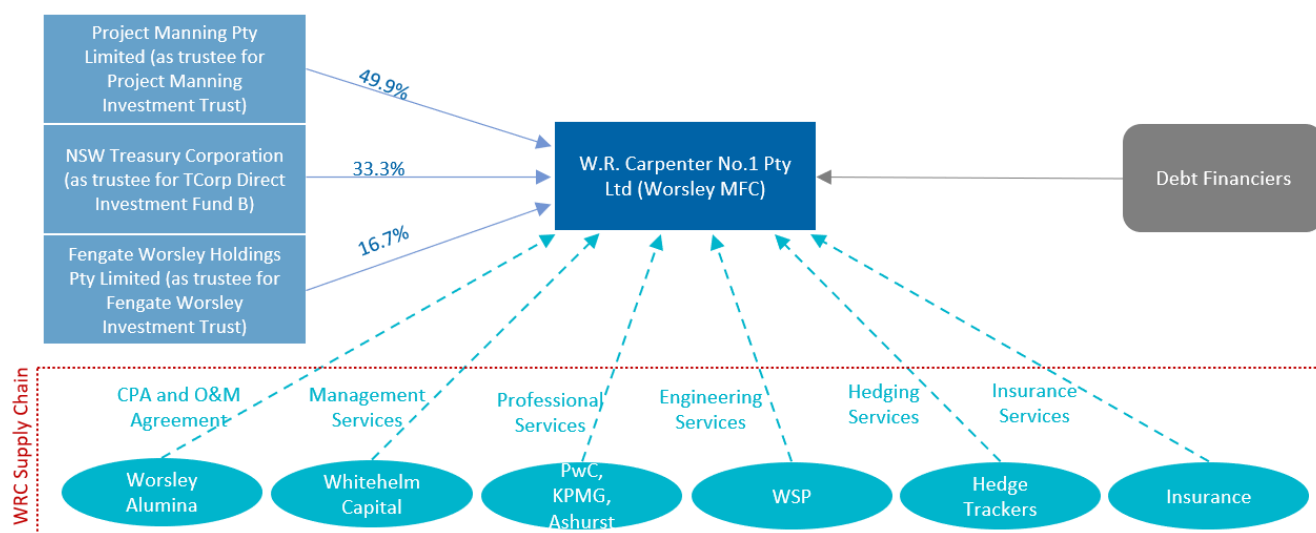 Project Manning Pty
Limited (as trustee for
Project Manning
Investment Trust)
49.9%
NSW Treasury Corporation
(as trustee for TCorp Direct
Investment Fund B)
33.3%
Fengate Worsley Holdings
Pty Limited (as trustee for
Fengate Worsley
Investment Trust)
16.7%
W.R. Carpenter No.1 Pty
Ltd (Worsley MFC)
Debt Financiers
WRC Supply Chain
CPA and O&M
Agreement
Management
Services
Professional
Services
Engineering
Services
Hedging
Services
Insurance
Services
Worsley
Alumina
Whitehelm
Capital
PwC,
KPMG,
Ashurst
WSP
Hedge
Trackers
Insurance